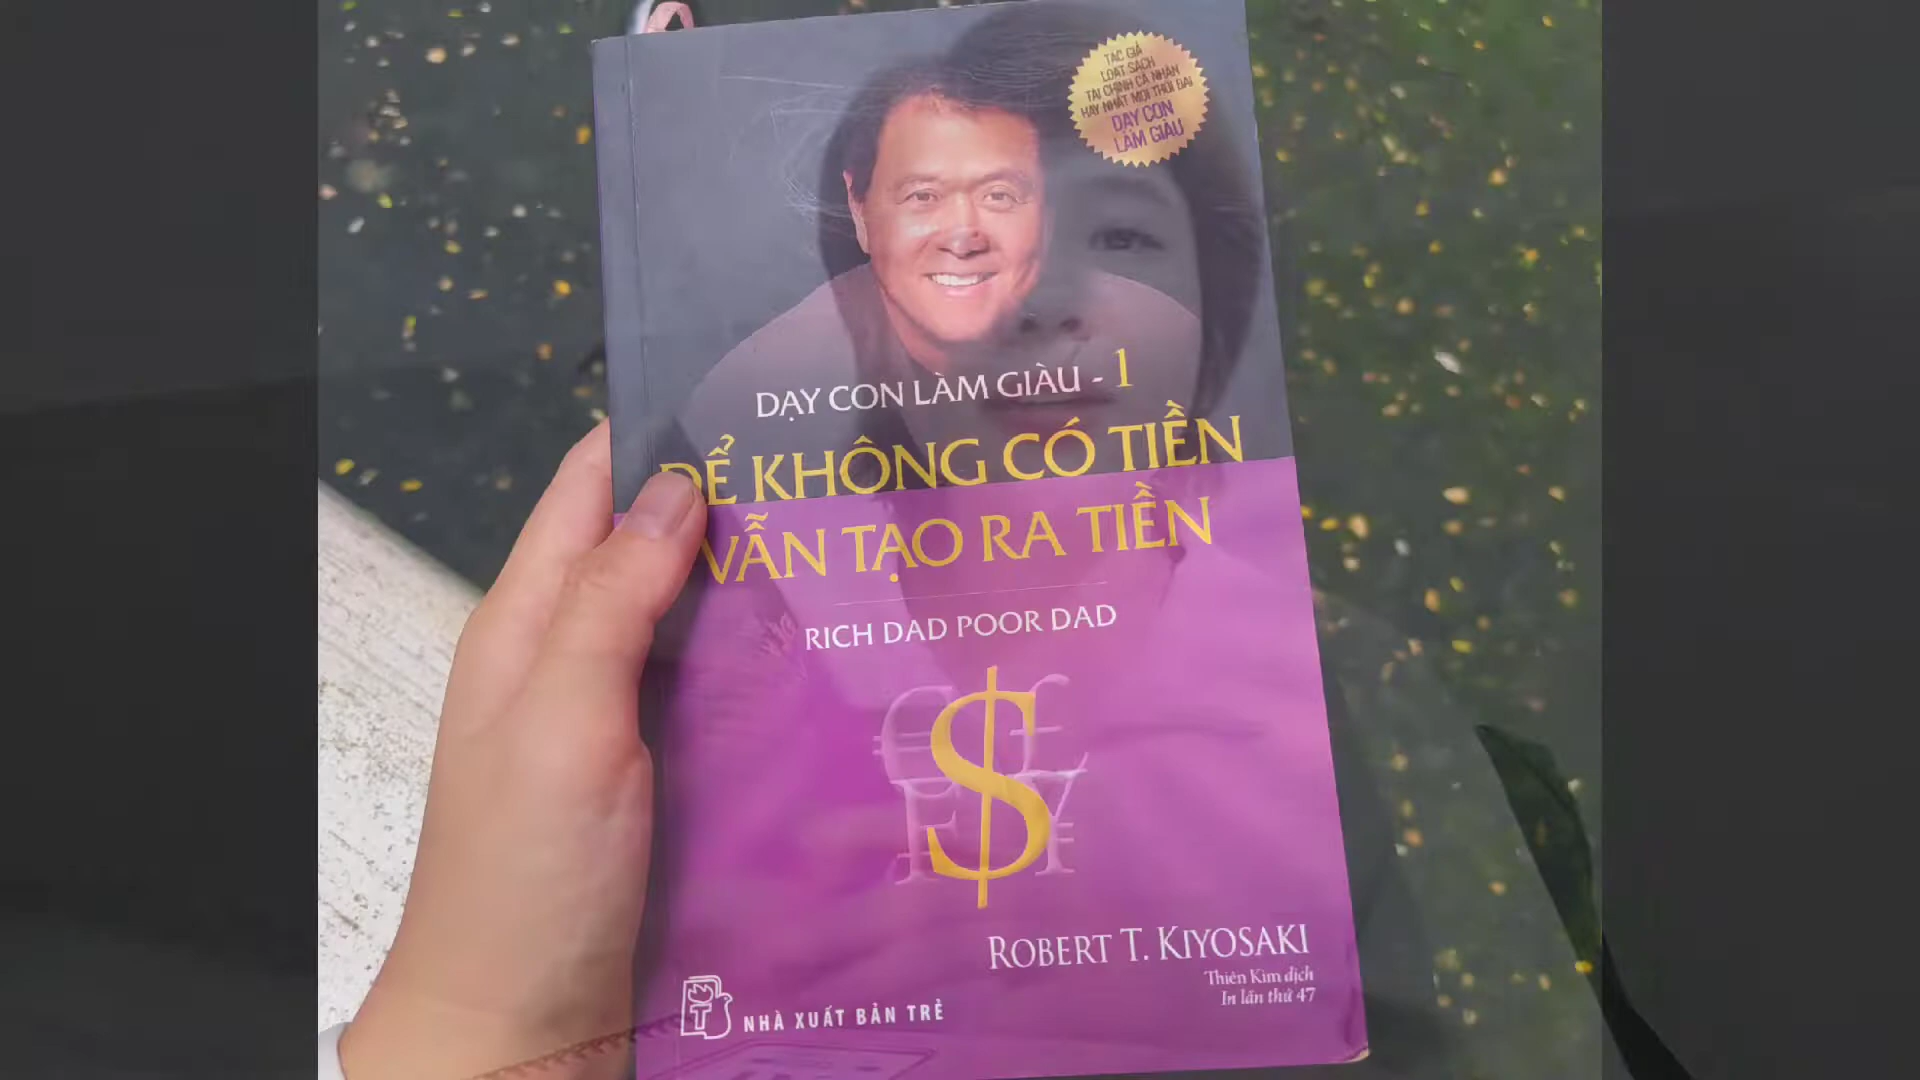 TÁC GIẢ
LOẠT SÁCH
TÀI CHÍNH CÁ NHÂN
HAY NHẤT MỌI THỜI ĐẠI
DẠY CON
LÀM GIÀU
DẠY CON LÀM GIÀU - 1
ĐỂ KHÔNG CÓ TIỀN
VẪN TẠO RA TIỀN
RICH DAD POOR DAD
$
ROBERT T. KIYOSAKI
Thiên Kim dịch
In lần thứ 47
T NHÀ XUẤT BẢN TRẺ